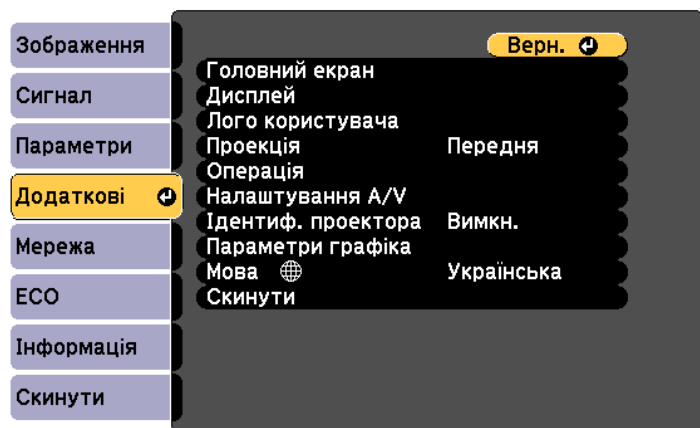 Зображення
Сигнал
Параметри
Додаткові
Мережа
ECO
Інформація
Скинути
Верн.
Головний екран
Дисплей
Лого користувача
Проекція Передня
Операція
Налаштування A/V
Ідентиф. проектора Вимкн.
Параметри графіка
Мова Українська
Скинути